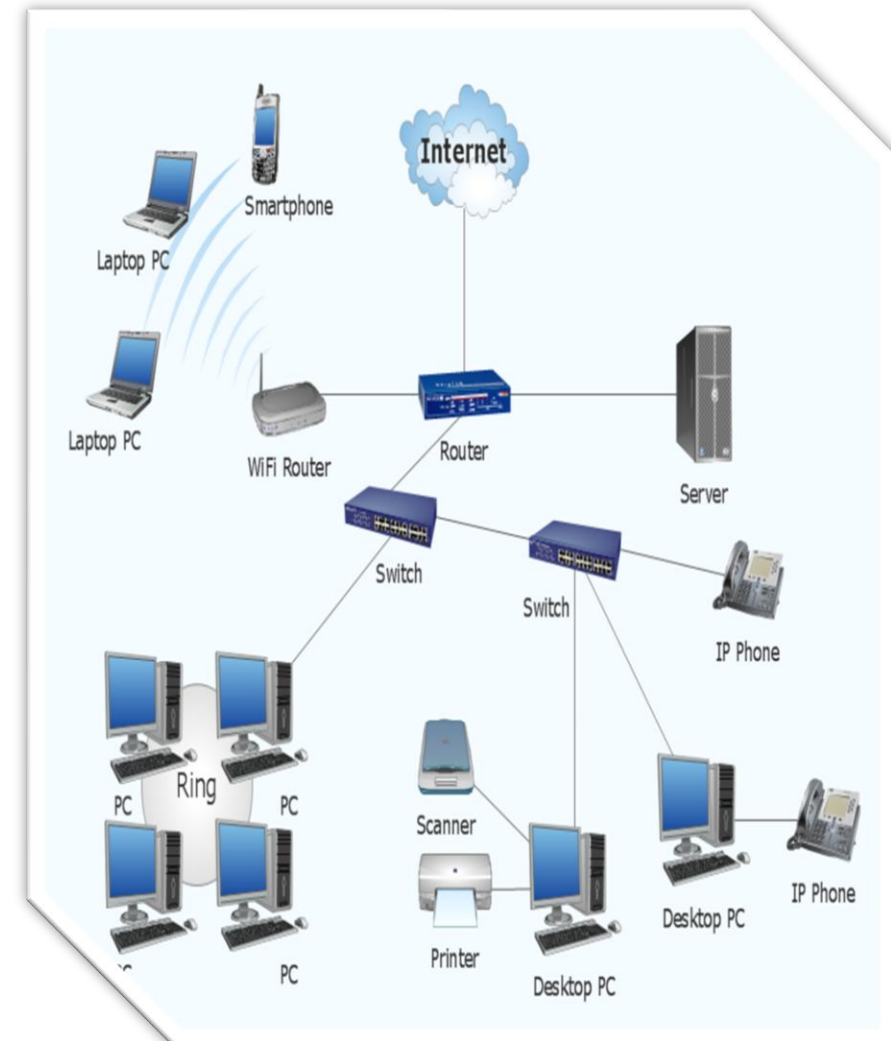 Internet
Smartphone
Laptop PC
Laptop PC
WiFi Router
Router
Server
Switch
Switch
IP Phone
Ring
PC
PC
Scanner
PC
Printer
Desktop PC
Desktop PC
IP Phone